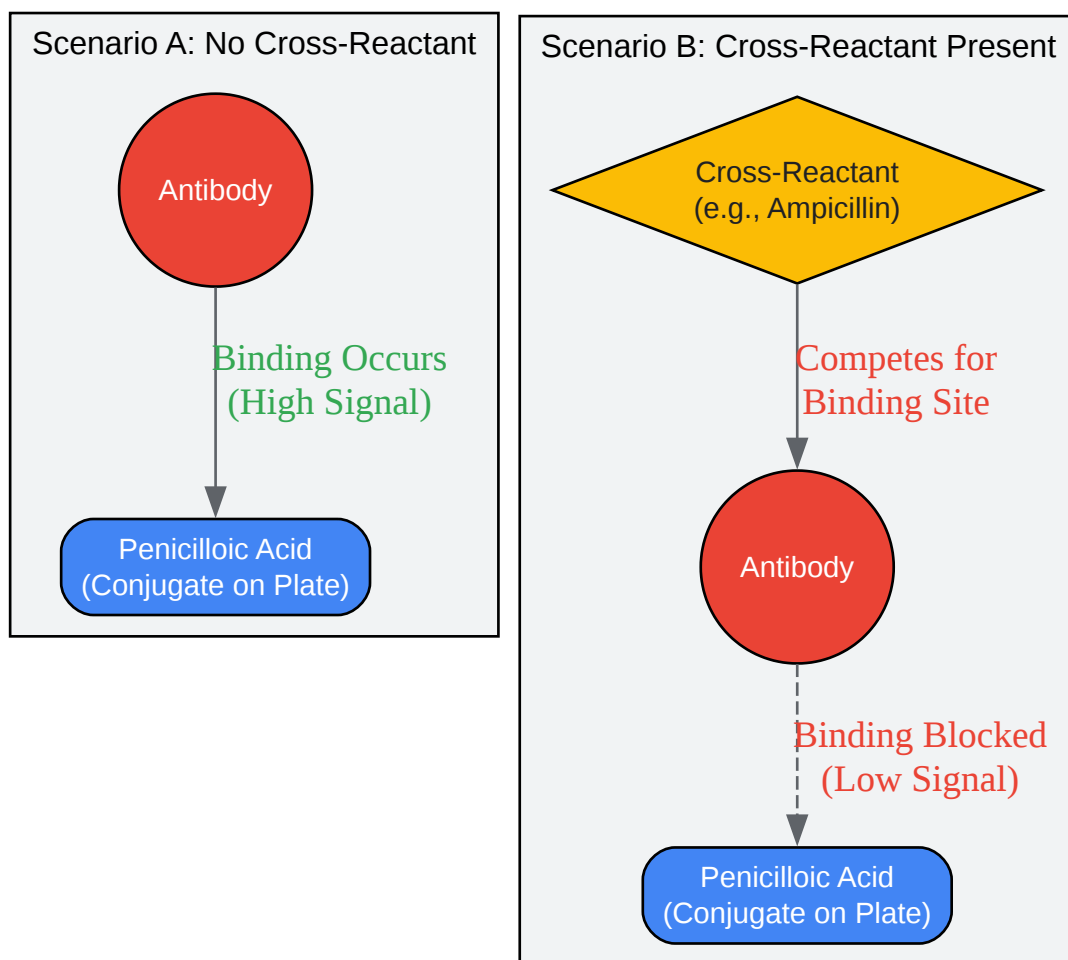 Scenario A: No Cross-Reactant
Antibody
Binding Occurs
(High Signal)
Penicilloic Acid
(Conjugate on Plate)
Scenario B: Cross-Reactant Present
Cross-Reactant
(e.g., Ampicillin)
Competes for
Binding Site
Antibody
Binding Blocked
(Low Signal)
Penicilloic Acid
(Conjugate on Plate)